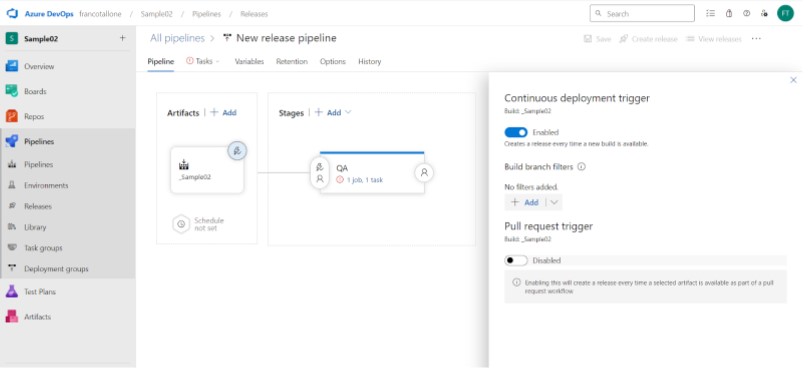 Azure DevOps francotallone / Sample02 / Pipelines / Releases Search FT
S Sample02 +
All pipelines > New release pipeline
Save Create release View releases ...
Overview
Pipeline Tasks Variables Retention Options History
Boards
Repos
Pipelines
Pipelines
Environments
Releases
Library
Task groups
Deployment groups
Test Plans
Artifacts
Artifacts | + Add
_Sample02
Schedule
not set
Stages | + Add
QA
1 job, 1 task
Continuous deployment trigger
Build: _Sample02
Enabled
Creates a release every time a new build is available.
Build branch filters
No filters added.
+ Add
Pull request trigger
Build: _Sample02
Disabled
Enabling this will create a release every time a selected artifact is available as part of a pull
request workflow